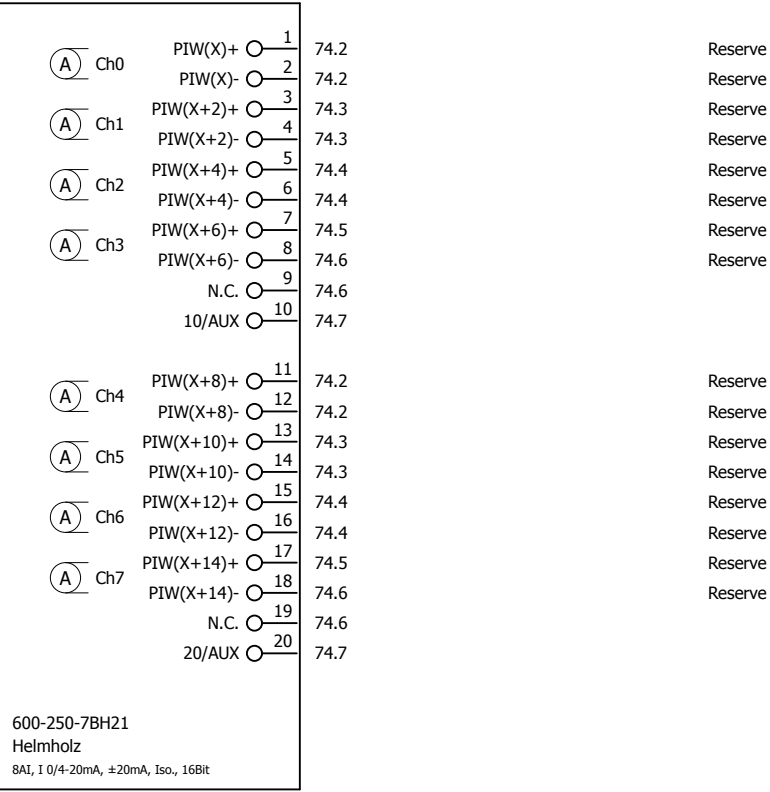 PIW(X)+ 1 74.2 Reserve
A Ch0
PIW(X)- 2 74.2 Reserve
PIW(X+2)+ 3 74.3 Reserve
A Ch1
PIW(X+2)- 4 74.3 Reserve
PIW(X+4)+ 5 74.4 Reserve
A Ch2
PIW(X+4)- 6 74.4 Reserve
PIW(X+6)+ 7 74.5 Reserve
A Ch3
PIW(X+6)- 8 74.6 Reserve
N.C. 9 74.6
10/AUX 10 74.7
PIW(X+8)+ 11 74.2 Reserve
A Ch4
PIW(X+8)- 12 74.2 Reserve
PIW(X+10)+ 13 74.3 Reserve
A Ch5
PIW(X+10)- 14 74.3 Reserve
PIW(X+12)+ 15 74.4 Reserve
A Ch6
PIW(X+12)- 16 74.4 Reserve
PIW(X+14)+ 17 74.5 Reserve
A Ch7
PIW(X+14)- 18 74.6 Reserve
N.C. 19 74.6
20/AUX 20 74.7
600-250-7BH21
Helmholz
8AI, I 0/4-20mA, ±20mA, Iso., 16Bit